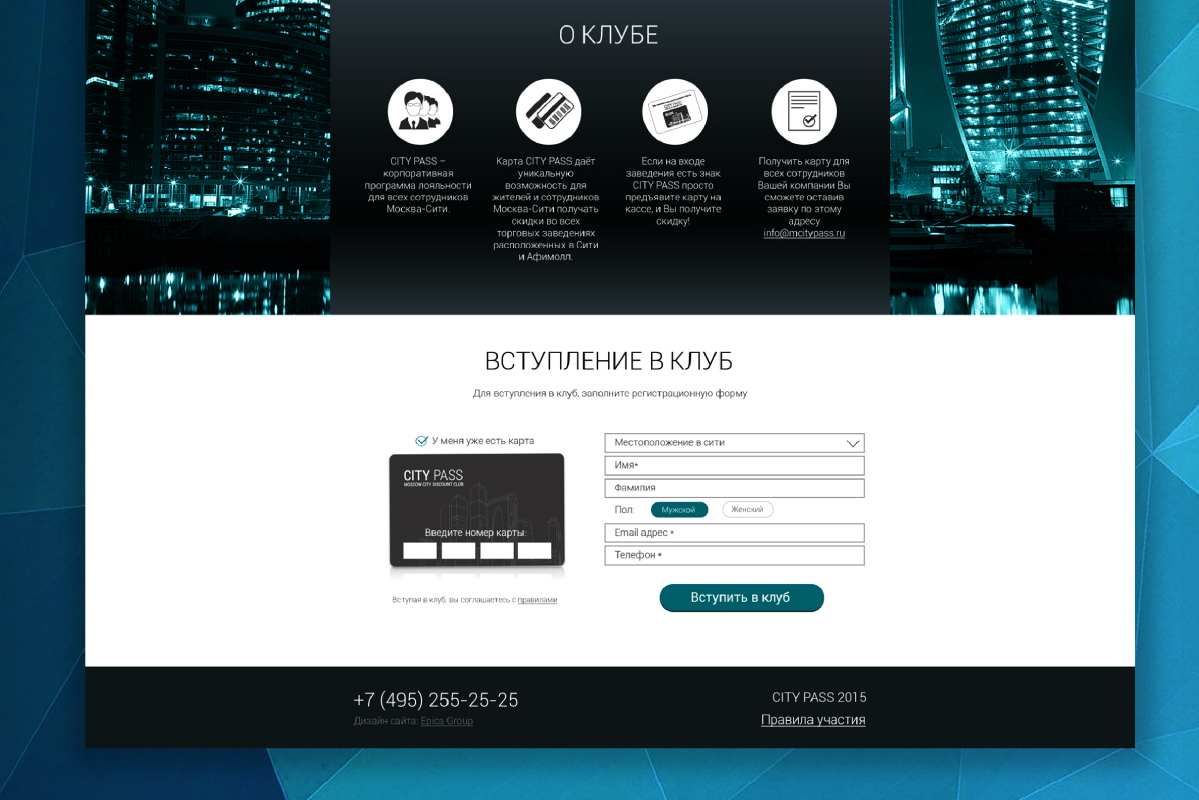 О КЛУБЕ
CITY PASS –
корпоративная
программа лояльности
для всех сотрудников
Москва-Сити.
Карта CITY PASS даёт
уникальную
возможность для
жителей и сотрудников
Москва-Сити получать
скидки во всех
торговых заведениях
расположенных в Сити
и Афимолл.
Если на входе
заведения есть знак
CITY PASS просто
предъявите карту на
кассе, и Вы получите
скидку!
Получить карту для
всех сотрудников
Вашей компании Вы
сможете оставив
заявку по этому
адресу
info@mcitypass.ru
ВСТУПЛЕНИЕ В КЛУБ
Для вступления в клуб, заполните регистрационную форму
У меня уже есть карта
CITY PASS
MOSCOW CITY DISCOUNT CLUB
Введите номер карты:
Вступая в клуб, вы соглашаетесь с правилами
Местоположение в сити
Имя*
Фамилия
Пол: Мужской Женский
Email адрес *
Телефон *
Вступить в клуб
+7 (495) 255-25-25
Дизайн сайта: Epica Group
CITY PASS 2015
Правила участия